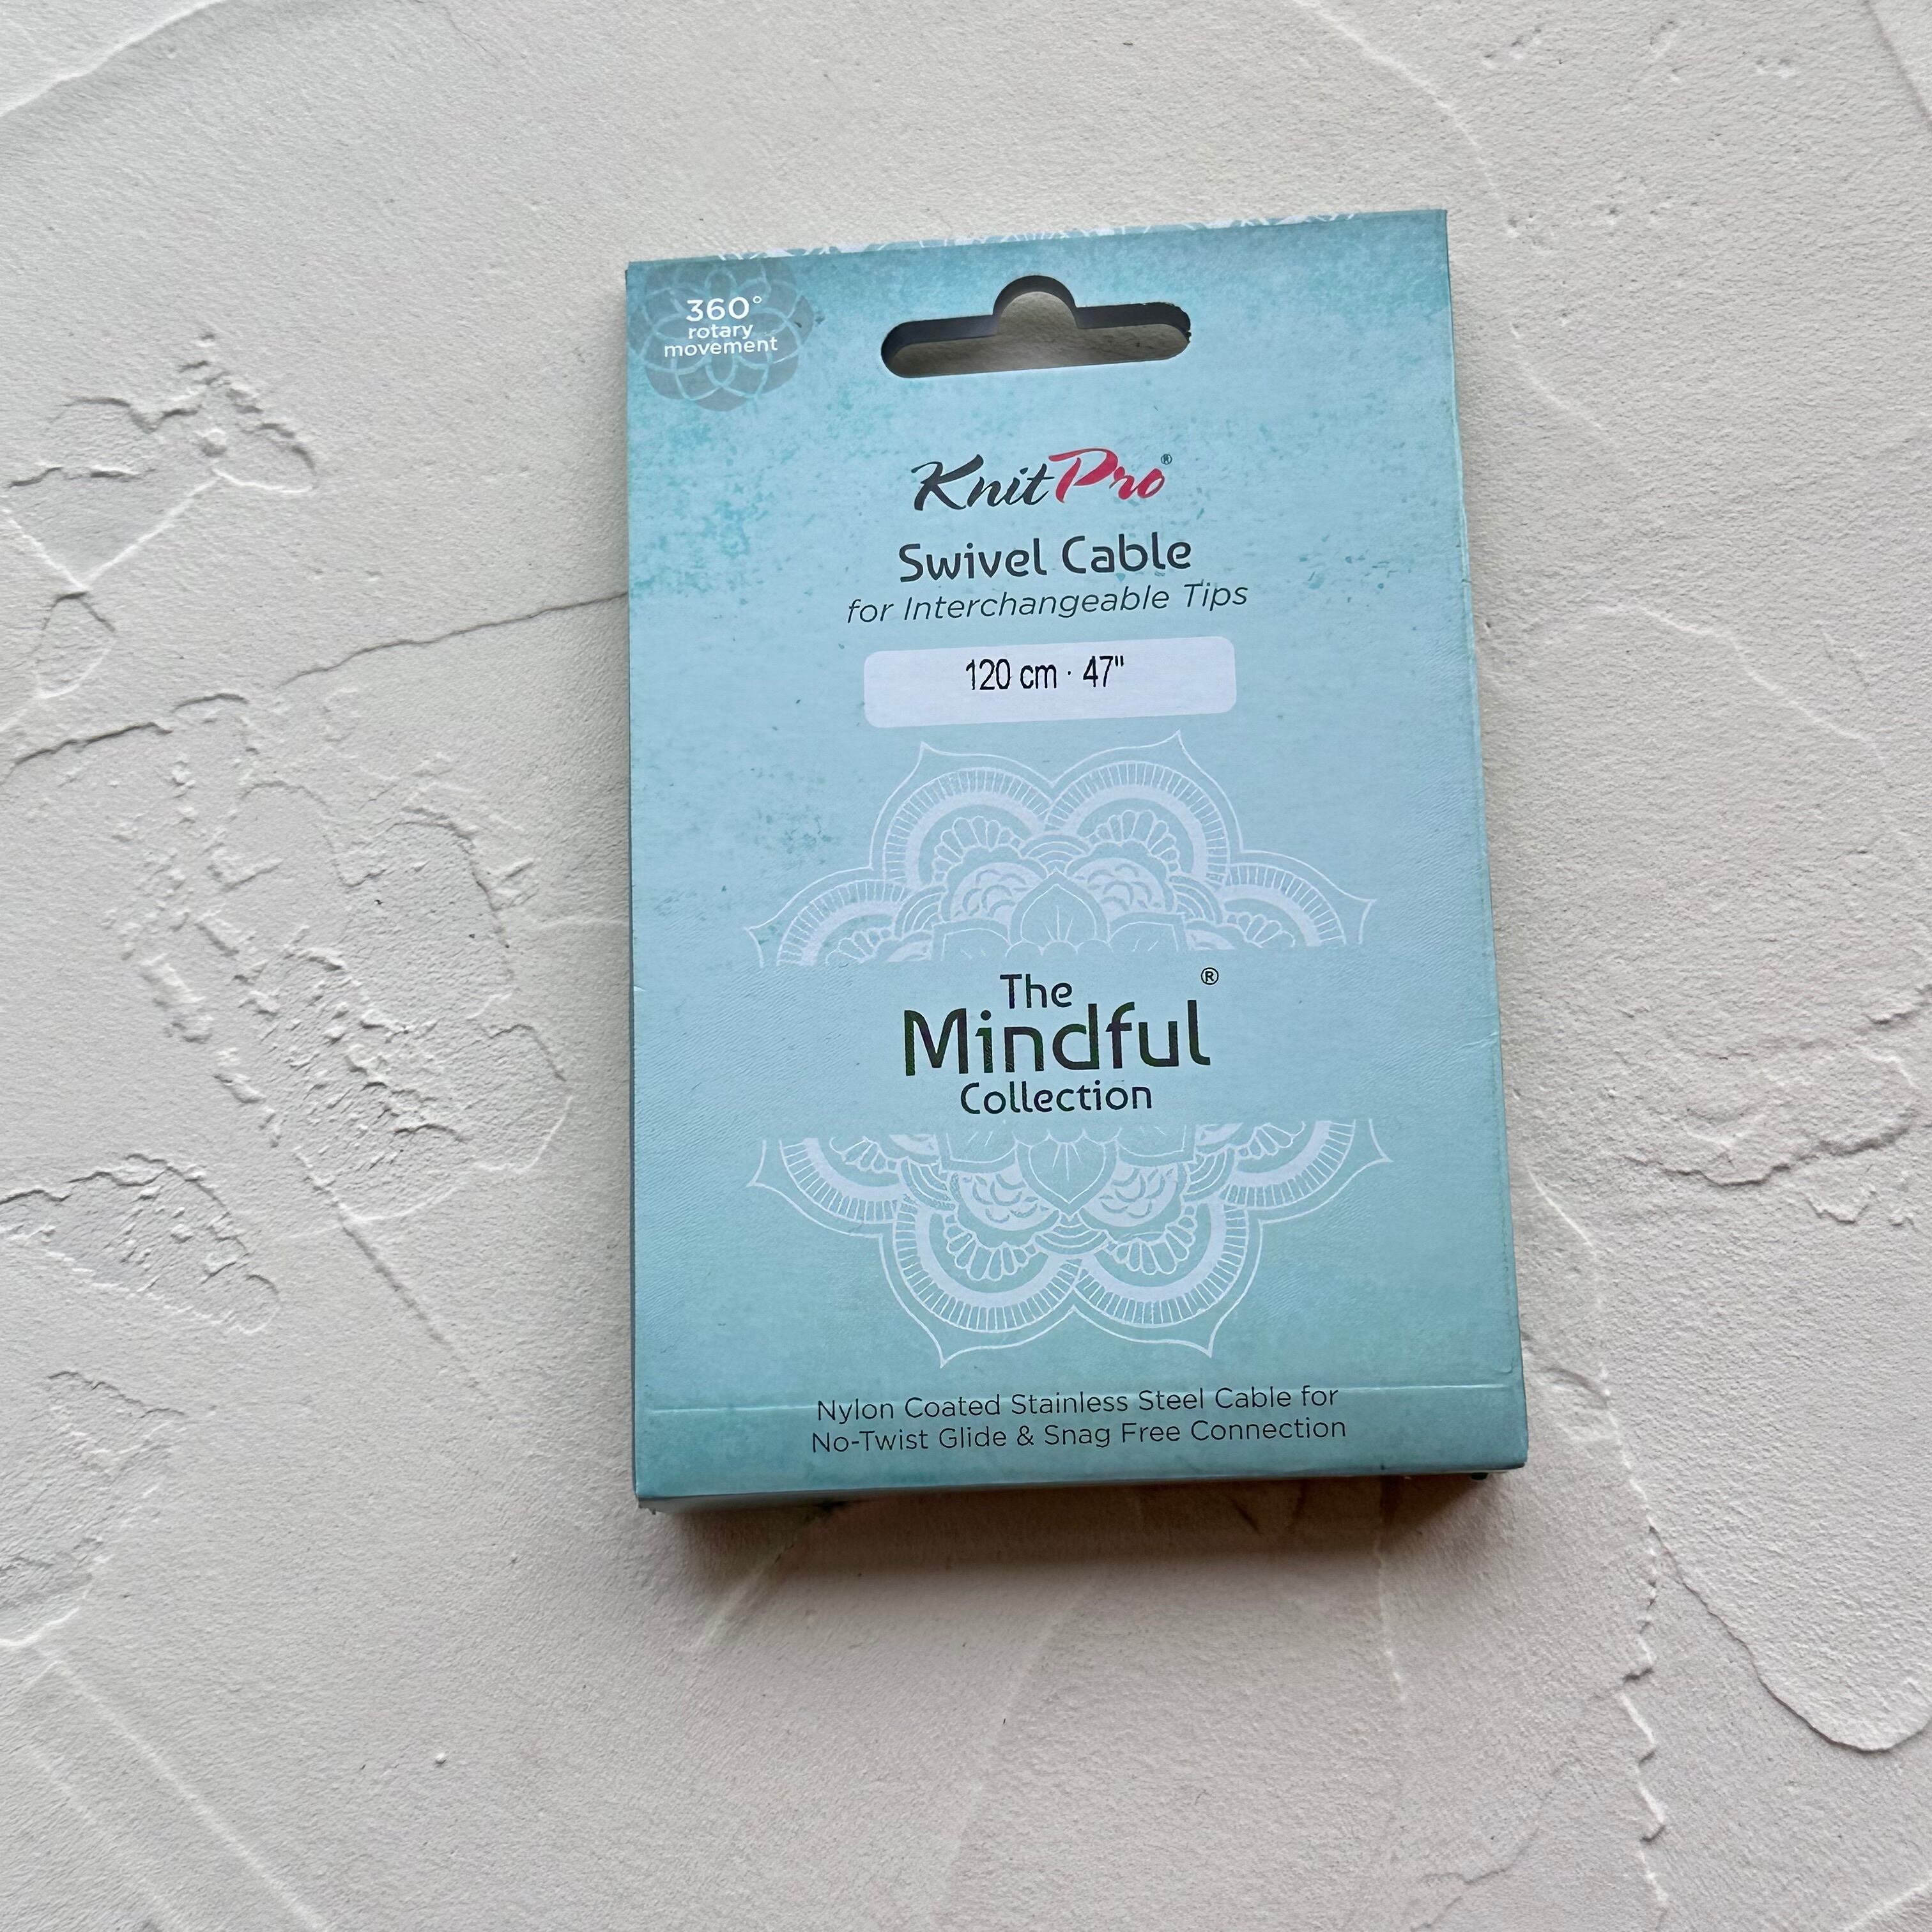 360°
rotary
movement
KnitPro®
Swivel Cable
for Interchangeable Tips
120 cm · 47"
The
Mindful®
Collection
Nylon Coated Stainless Steel Cable for
No-Twist Glide & Snag Free Connection